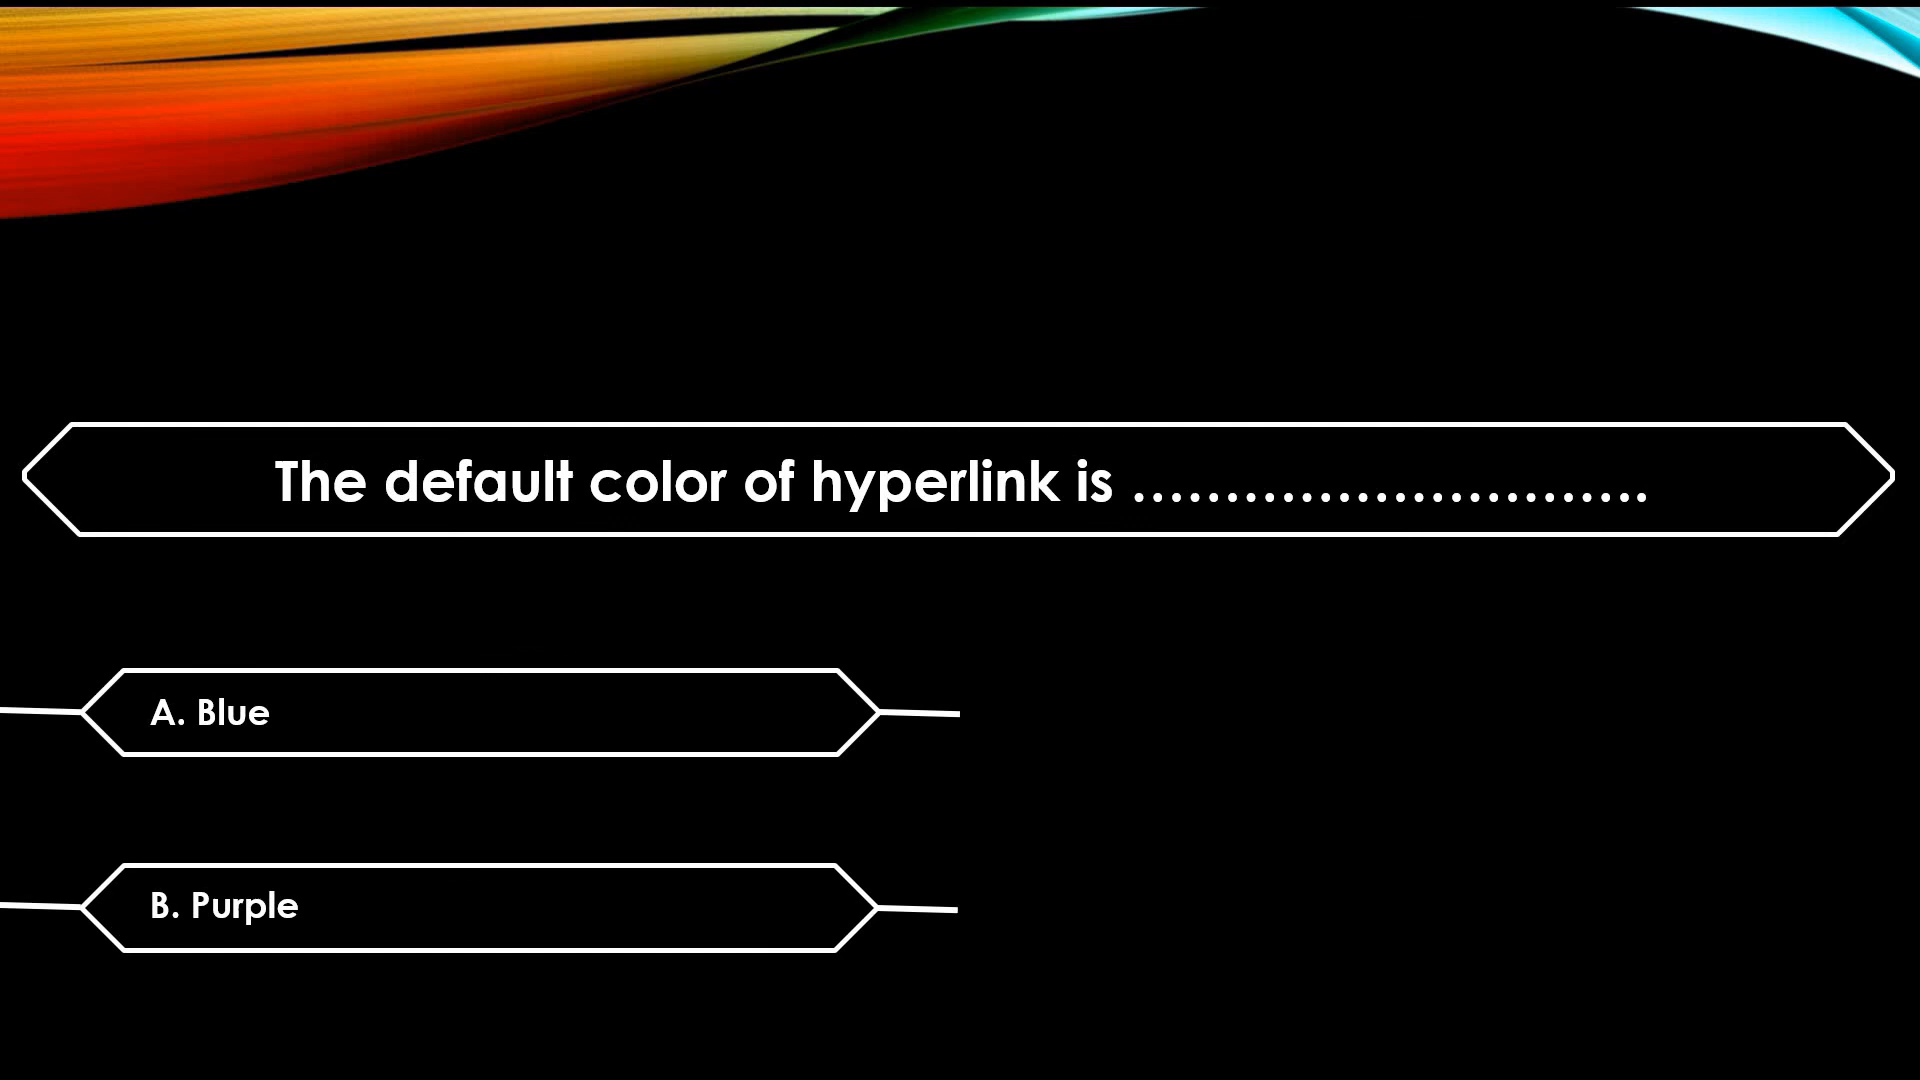 The default color of hyperlink is ............................
A. Blue
B. Purple